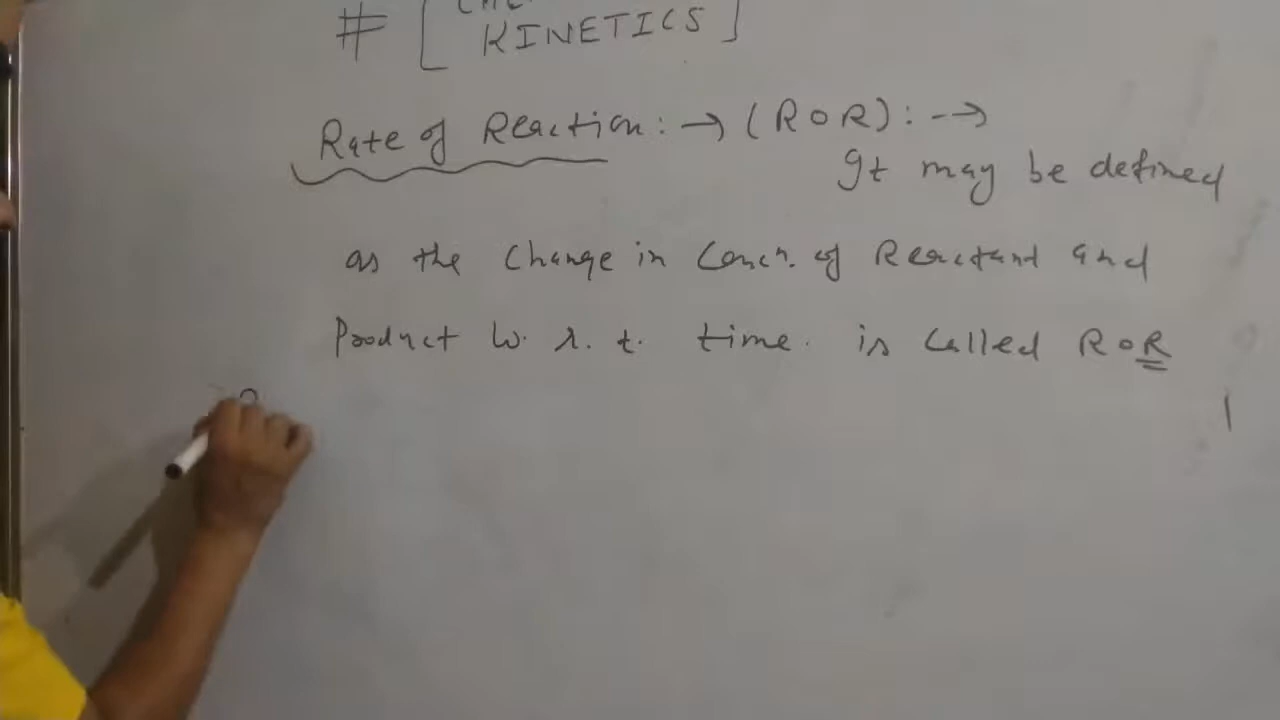 # [ KINETICS ]
Rate of Reaction: → (ROR): -→
It may be defined
as the change in Concn. of Reactant and
Product w. r. t. time. is called ROR